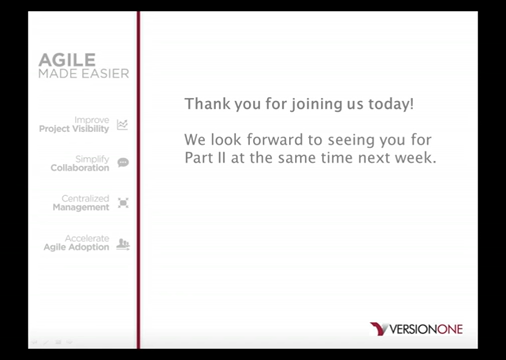 AGILE
MADE EASIER
Improve
Project Visibility
Simplify
Collaboration
Centralized
Management
Accelerate
Agile Adoption
Thank you for joining us today!
We look forward to seeing you for
Part II at the same time next week.
VERSIONONE